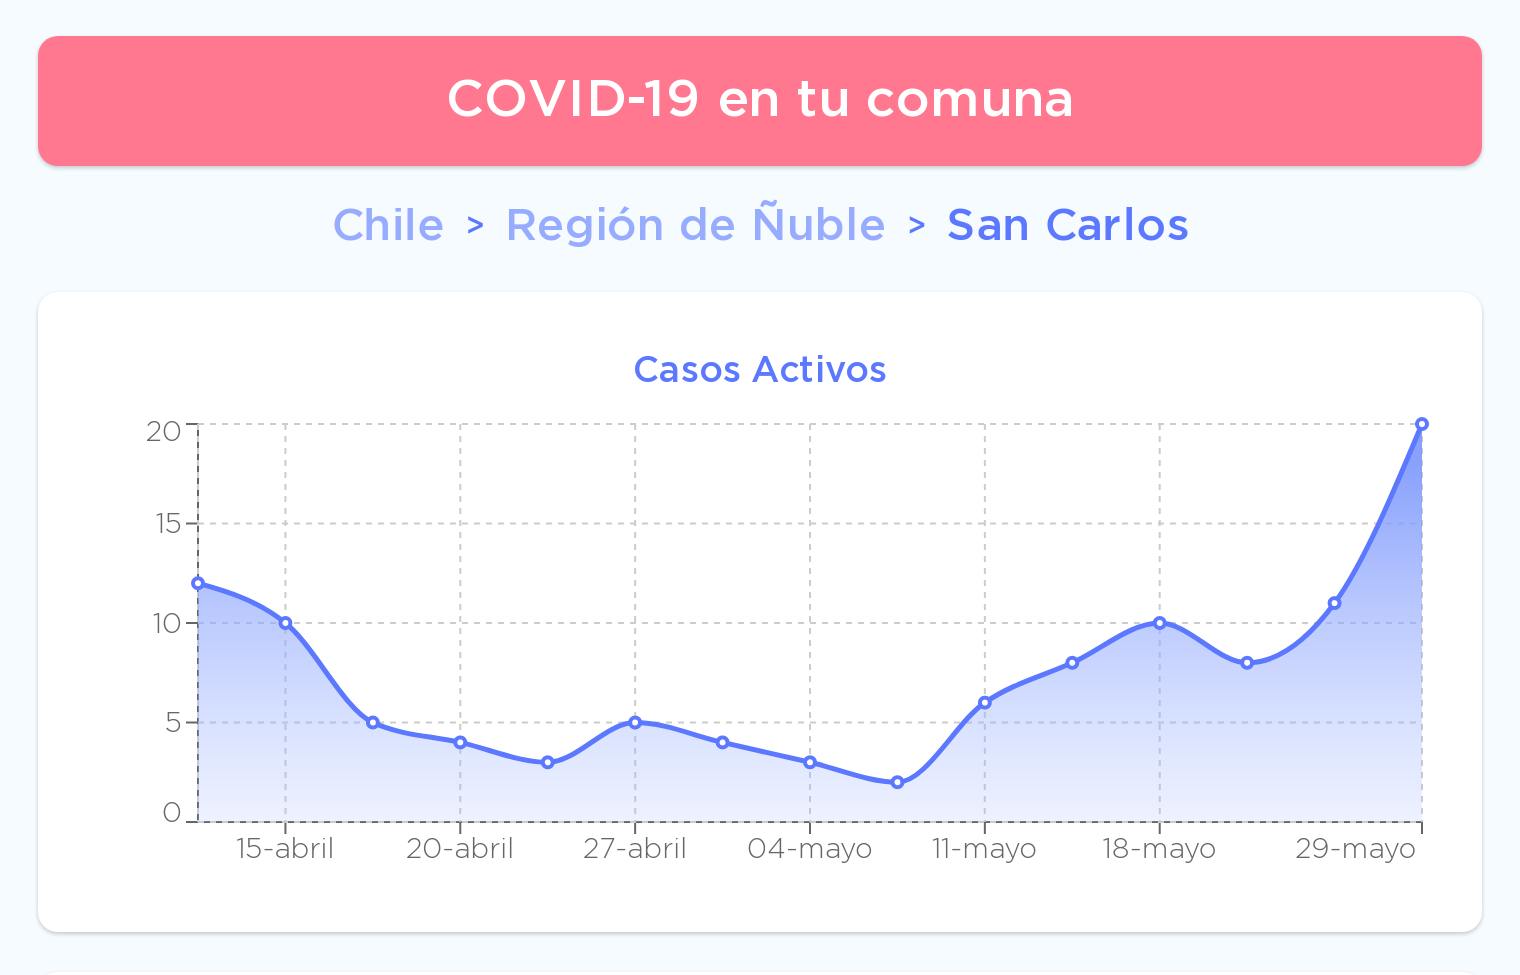 COVID-19 en tu comuna
Chile > Región de Ñuble > San Carlos
Casos Activos
20
15
10
5
0
15-abril 20-abril 27-abril 04-mayo 11-mayo 18-mayo 29-mayo